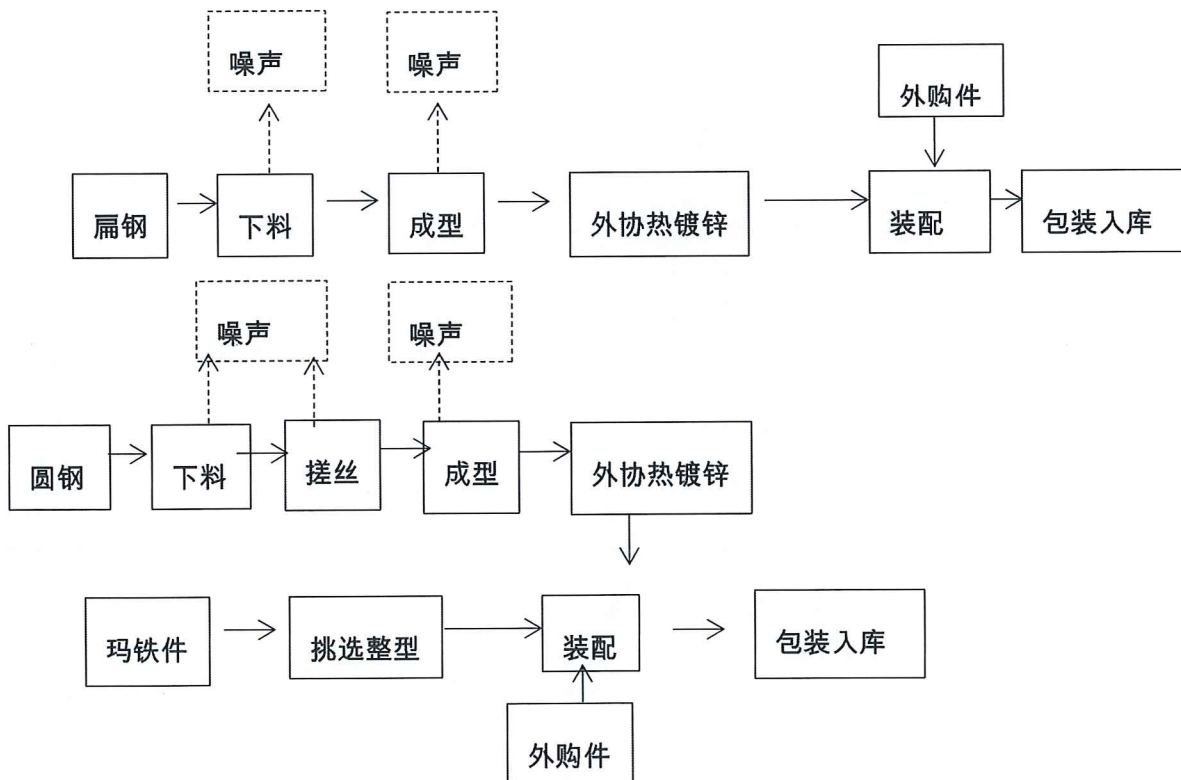 噪声
噪声
外购件
扁钢
下料
成型
外协热镀锌
装配
包装入库
噪声
噪声
圆钢
下料
搓丝
成型
外协热镀锌
玛铁件
挑选整型
装配
包装入库
外购件